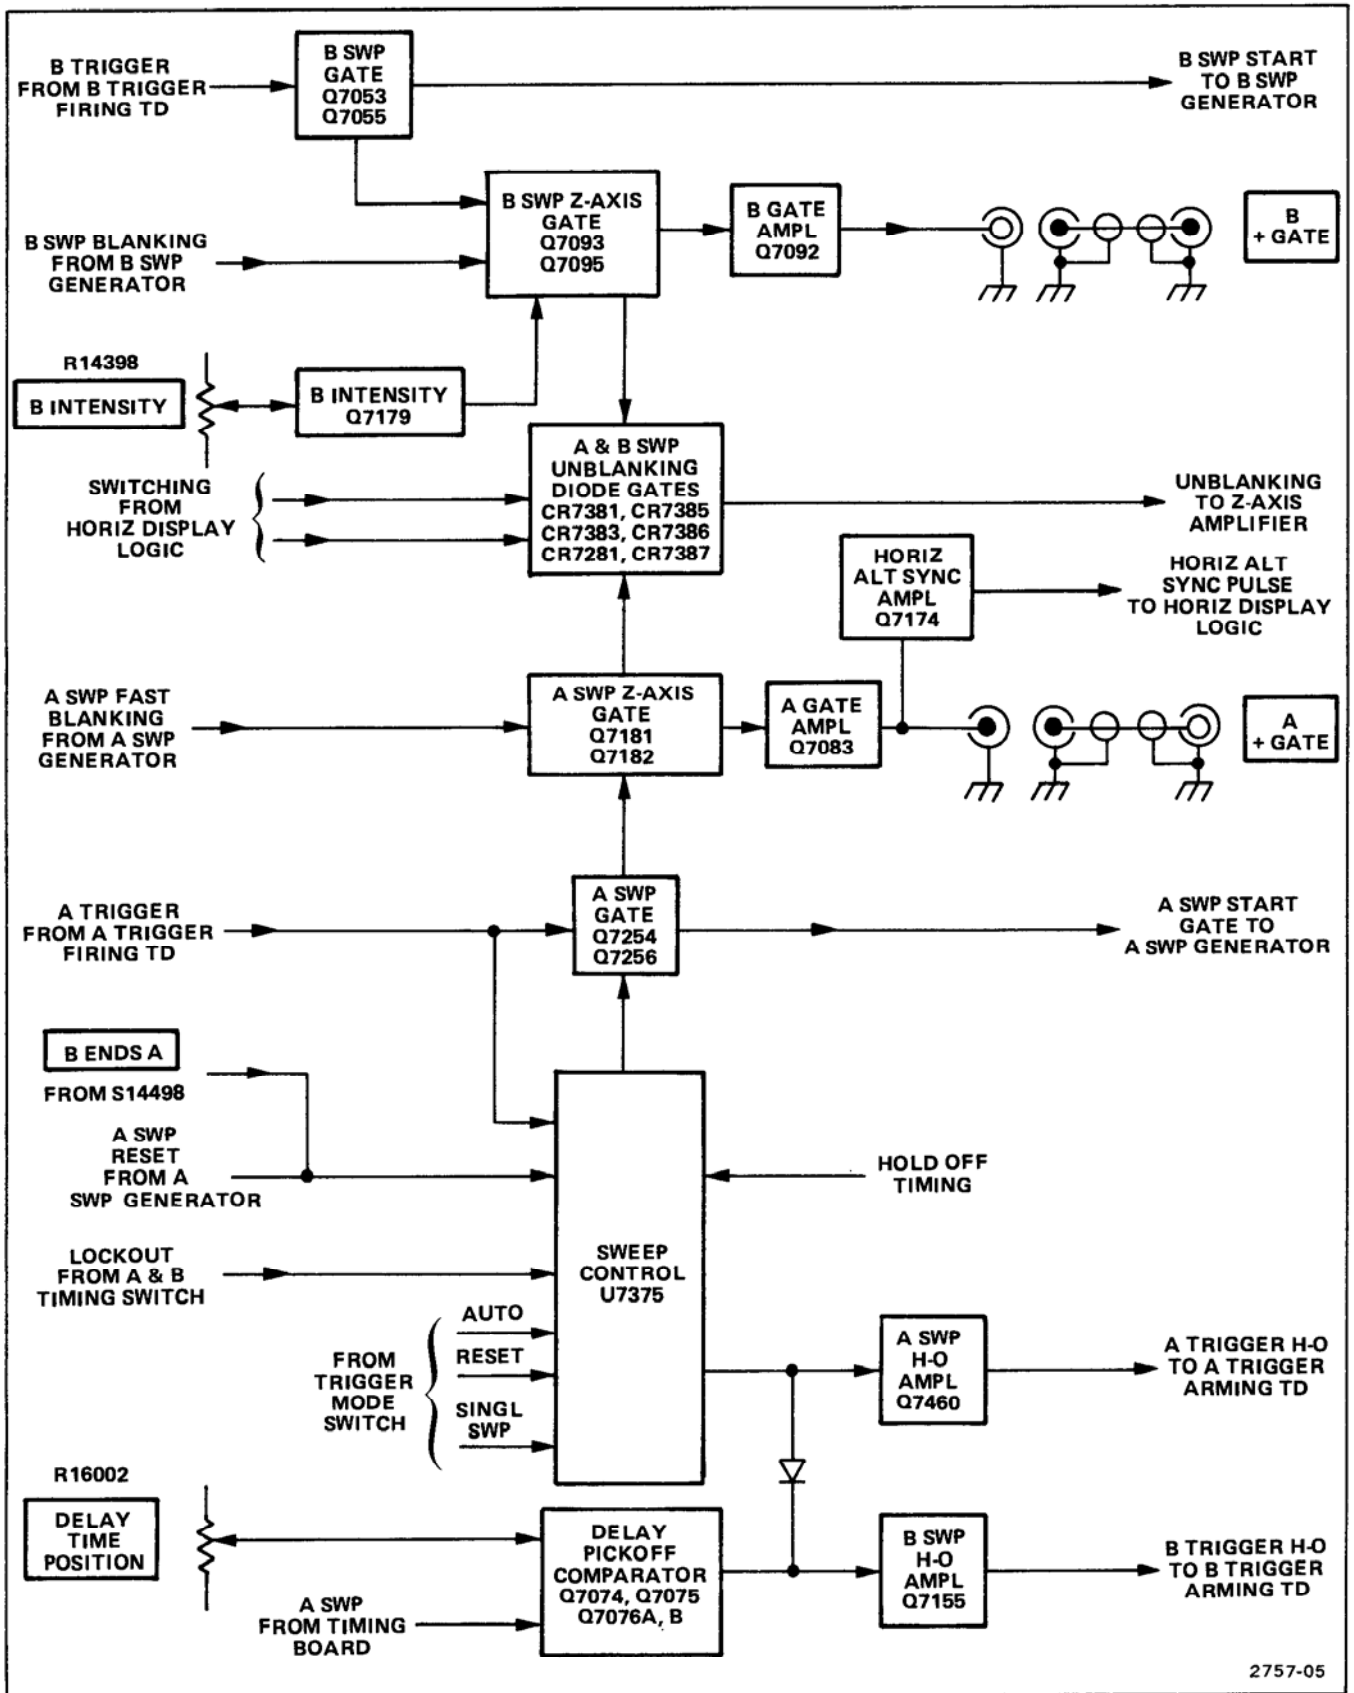 B TRIGGER
FROM B TRIGGER
FIRING TD
B SWP
GATE
Q7053
Q7055
B SWP START
TO B SWP
GENERATOR
B SWP BLANKING
FROM B SWP
GENERATOR
B SWP Z-AXIS
GATE
Q7093
Q7095
B GATE
AMPL
Q7092
B
+ GATE
R14398
B INTENSITY
B INTENSITY
Q7179
SWITCHING
FROM
HORIZ DISPLAY
LOGIC
A & B SWP
UNBLANKING
DIODE GATES
CR7381, CR7385
CR7383, CR7386
CR7281, CR7387
UNBLANKING
TO Z-AXIS
AMPLIFIER
HORIZ
ALT SYNC
AMPL
Q7174
HORIZ ALT
SYNC PULSE
TO HORIZ DISPLAY
LOGIC
A SWP FAST
BLANKING
FROM A SWP
GENERATOR
A SWP Z-AXIS
GATE
Q7181
Q7182
A GATE
AMPL
Q7083
A
+ GATE
A TRIGGER
FROM A TRIGGER
FIRING TD
A SWP
GATE
Q7254
Q7256
A SWP START
GATE TO
A SWP GENERATOR
B ENDS A
FROM S14498
A SWP
RESET
FROM A
SWP GENERATOR
HOLD OFF
TIMING
LOCKOUT
FROM A & B
TIMING SWITCH
SWEEP
CONTROL
U7375
FROM
TRIGGER
MODE
SWITCH
AUTO
RESET
SINGL
SWP
A SWP
H-O
AMPL
Q7460
A TRIGGER H-O
TO A TRIGGER
ARMING TD
R16002
DELAY
TIME
POSITION
A SWP
FROM TIMING
BOARD
DELAY
PICKOFF
COMPARATOR
Q7074, Q7075
Q7076A, B
B SWP
H-O
AMPL
Q7155
B TRIGGER H-O
TO B TRIGGER
ARMING TD
2757-05